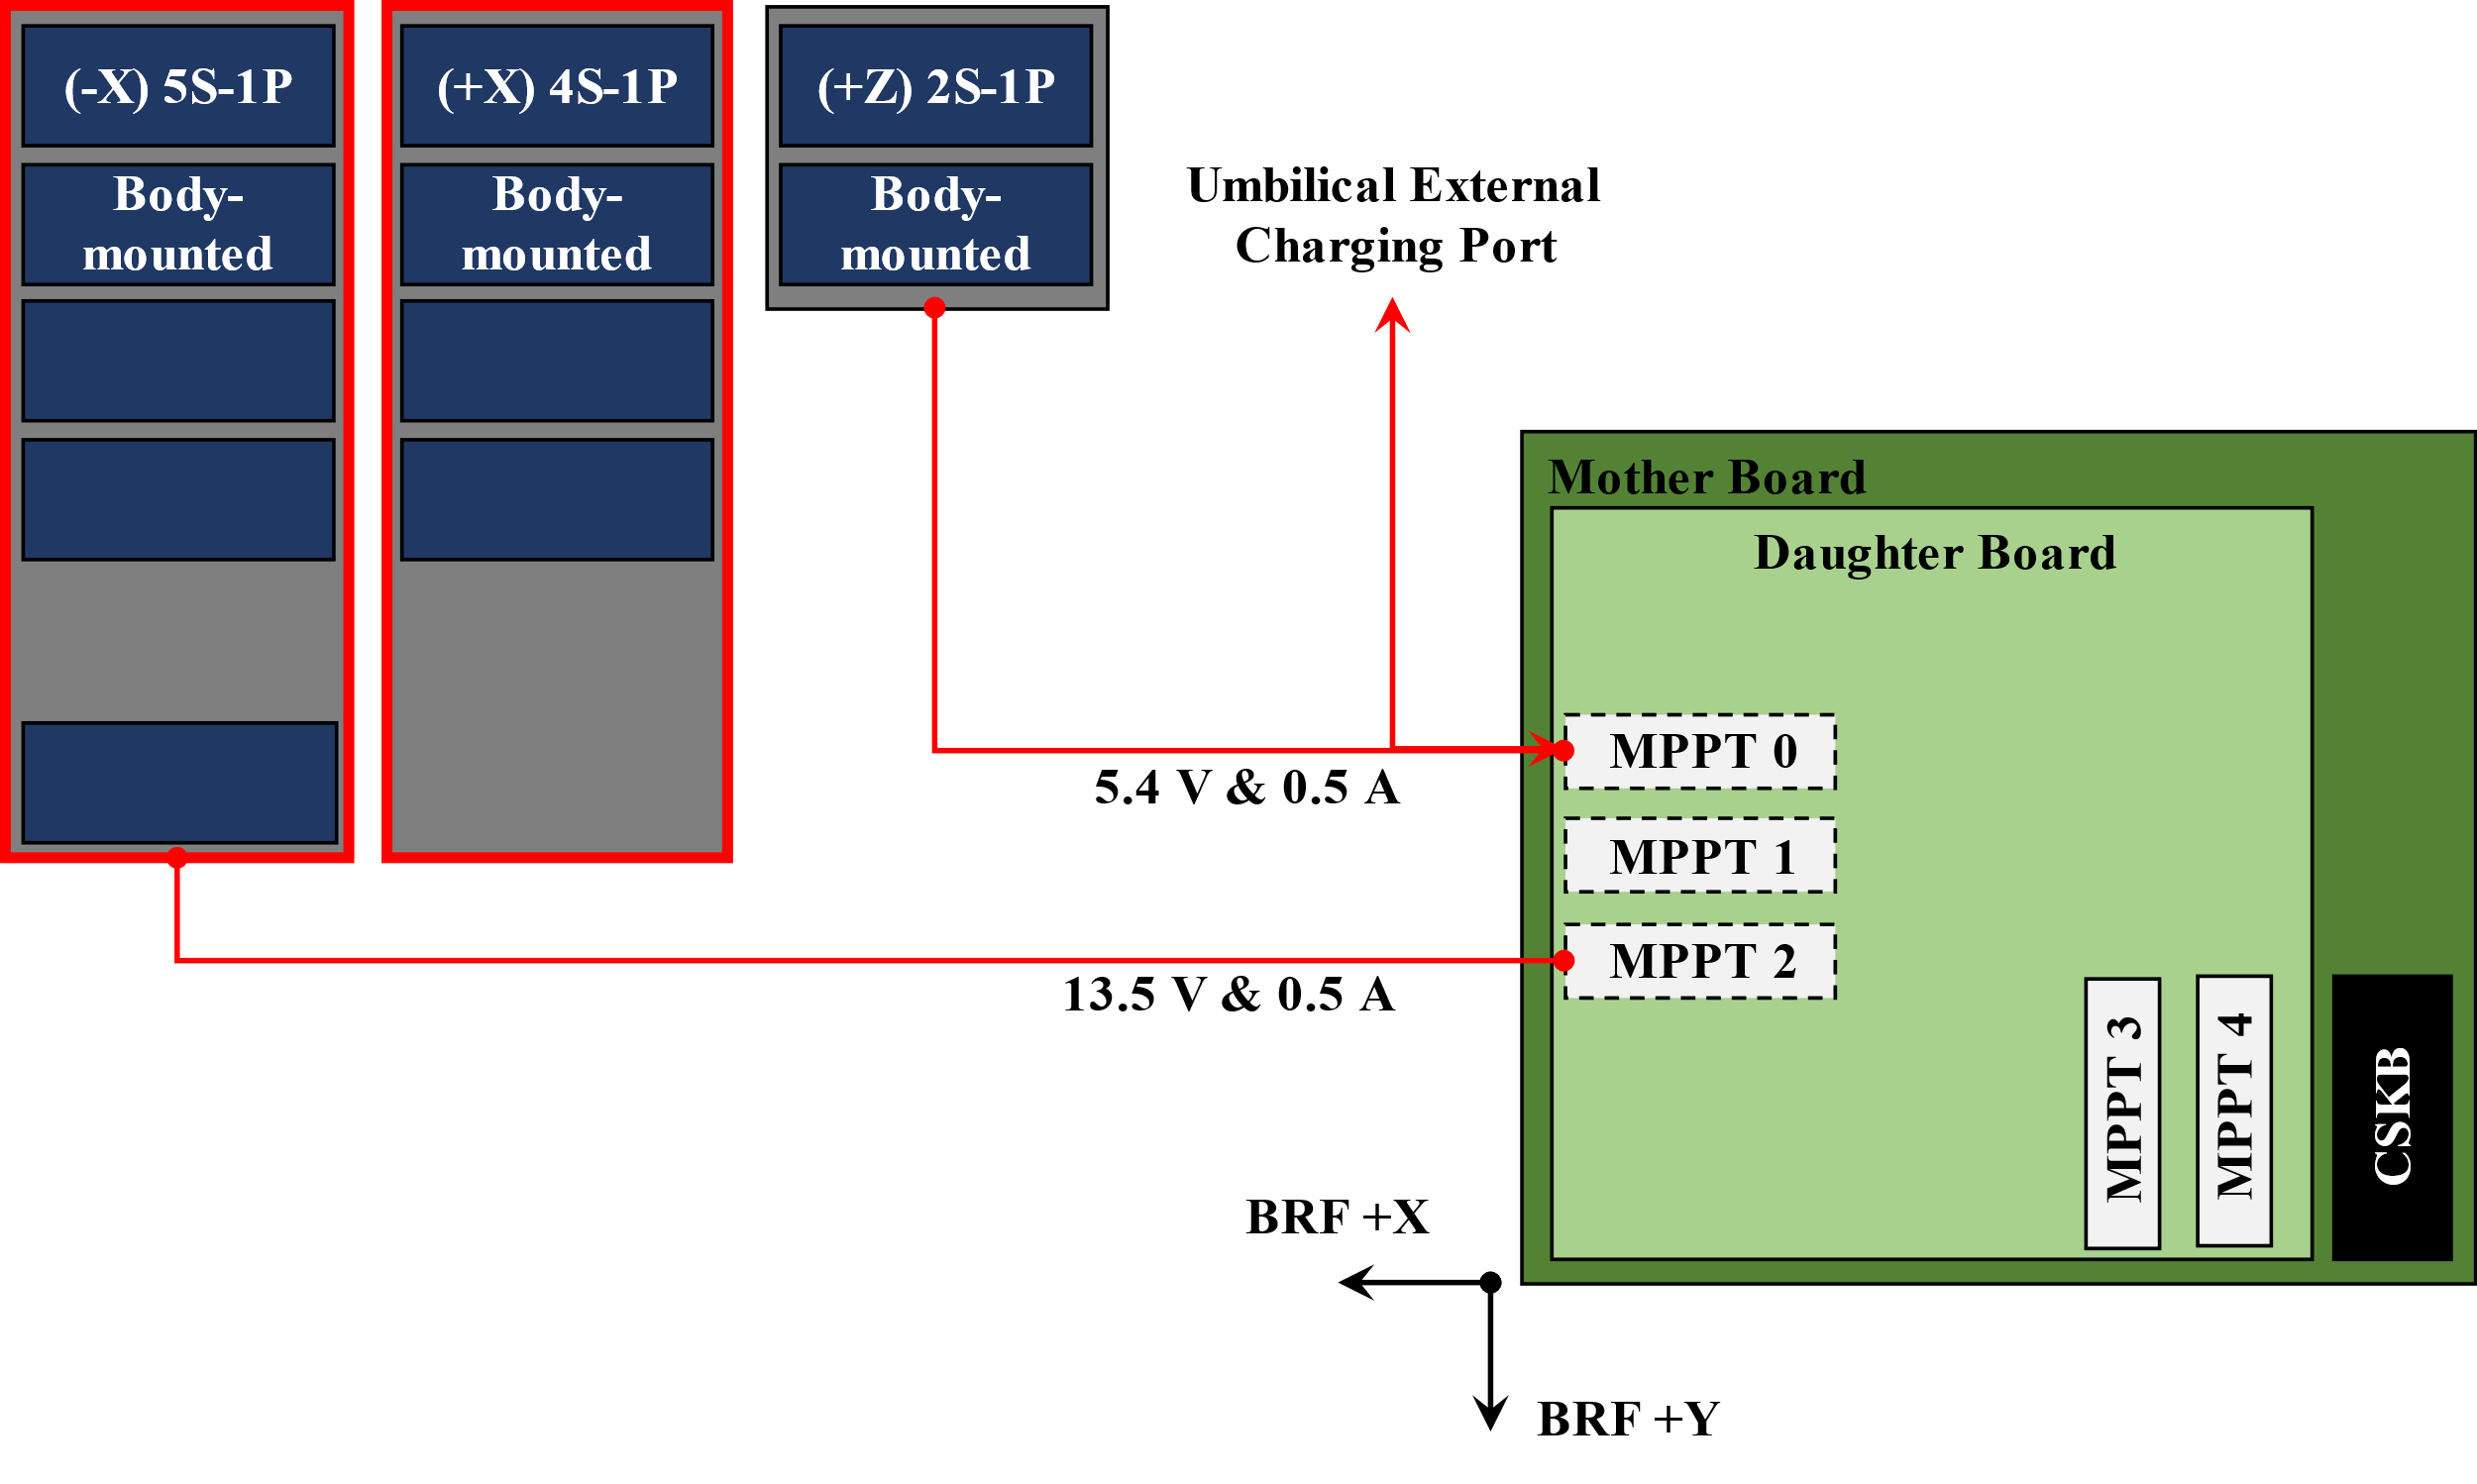 (-X) 5S-1P
Body-
mounted
(+X) 4S-1P
Body-
mounted
(+Z) 2S-1P
Body-
mounted
Umbilical External
Charging Port
Mother Board
Daughter Board
MPPT 0
5.4 V & 0.5 A
MPPT 1
MPPT 2
13.5 V & 0.5 A
MPPT 3
MPPT 4
CSKB
BRF +X
BRF +Y